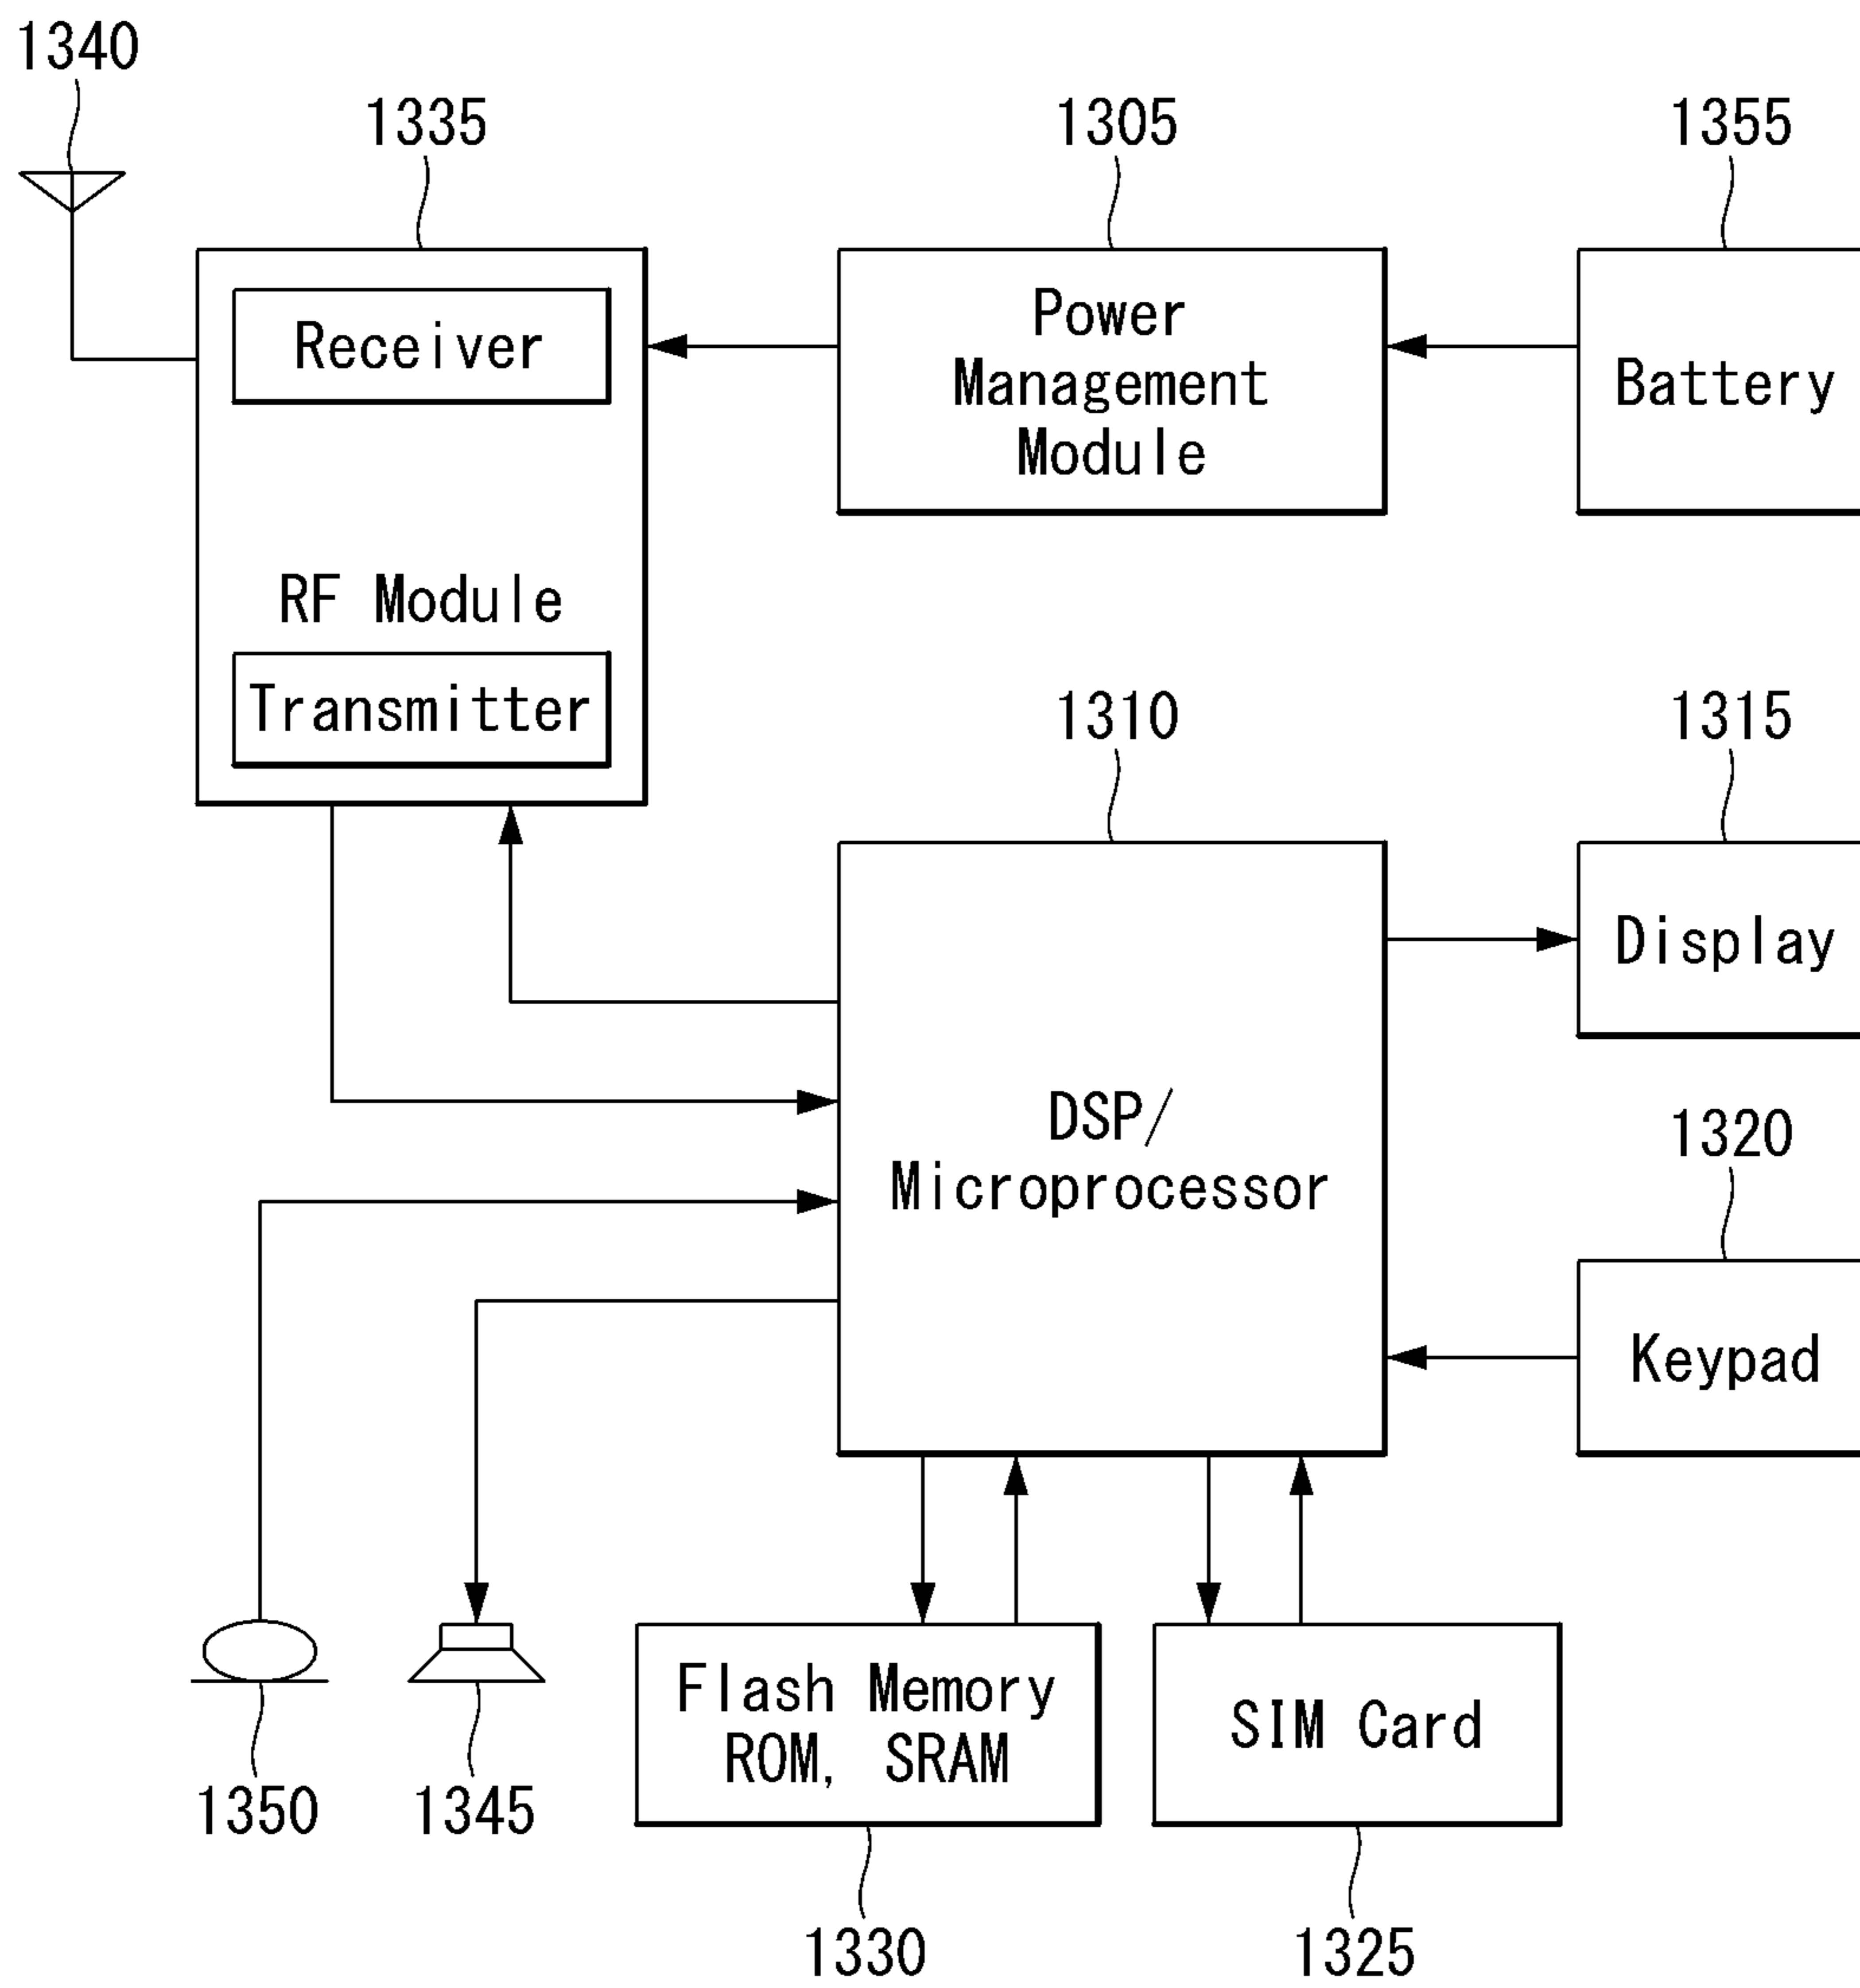 1340
1335
1305
1355
Receiver
RF Module
Transmitter
Power
Management
Module
Battery
1310
1315
DSP/
Microprocessor
Display
1320
Keypad
Flash Memory
ROM, SRAM
SIM Card
1350
1345
1330
1325